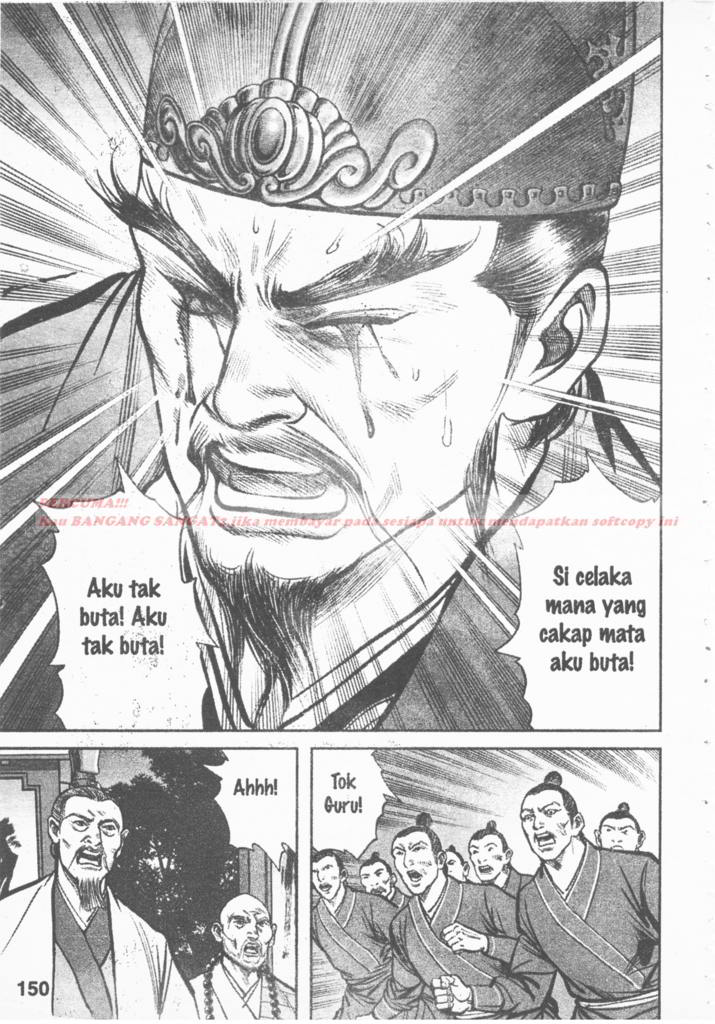 Si celaka
mana yang
cakap mata
aku buta!
Aku tak
buta! Aku
tak buta!
PERCUMA!!!
Kau BANGANG SANGAT2 jika membayar pada sesiapa untuk mendapatkan softcopy ini
Ahhh!
Tok
Guru!
150